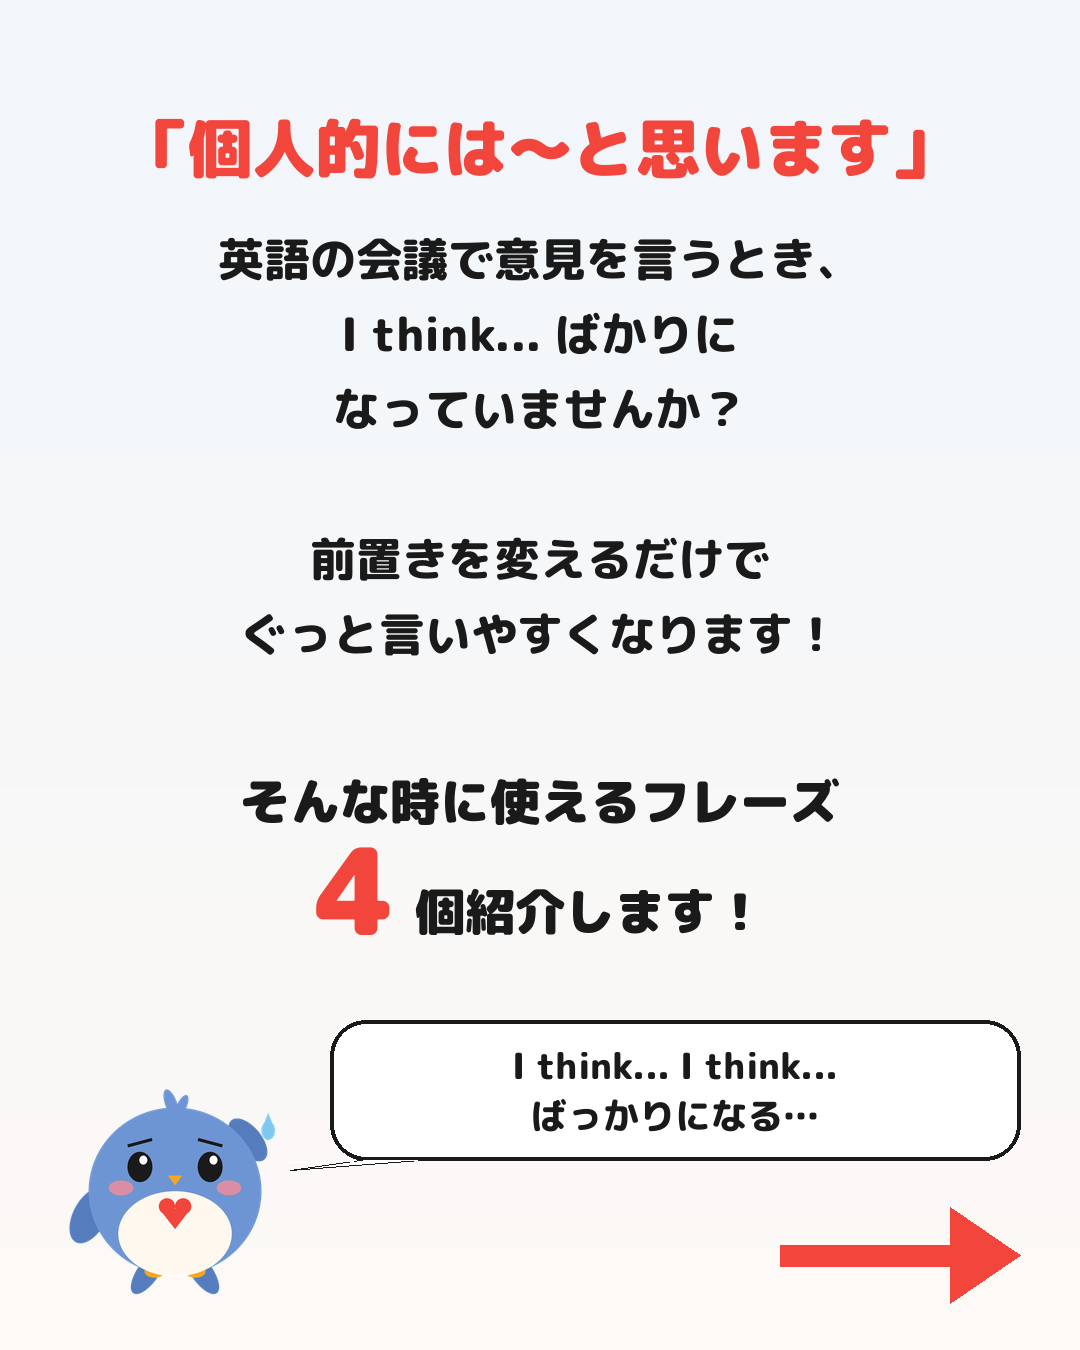 「個人的には〜と思います」
英語の会議で意見を言うとき、
I think... ばかりに
なっていませんか？
前置きを変えるだけで
ぐっと言いやすくなります！
そんな時に使えるフレーズ
4 個紹介します！
I think... I think...
ばっかりになる…